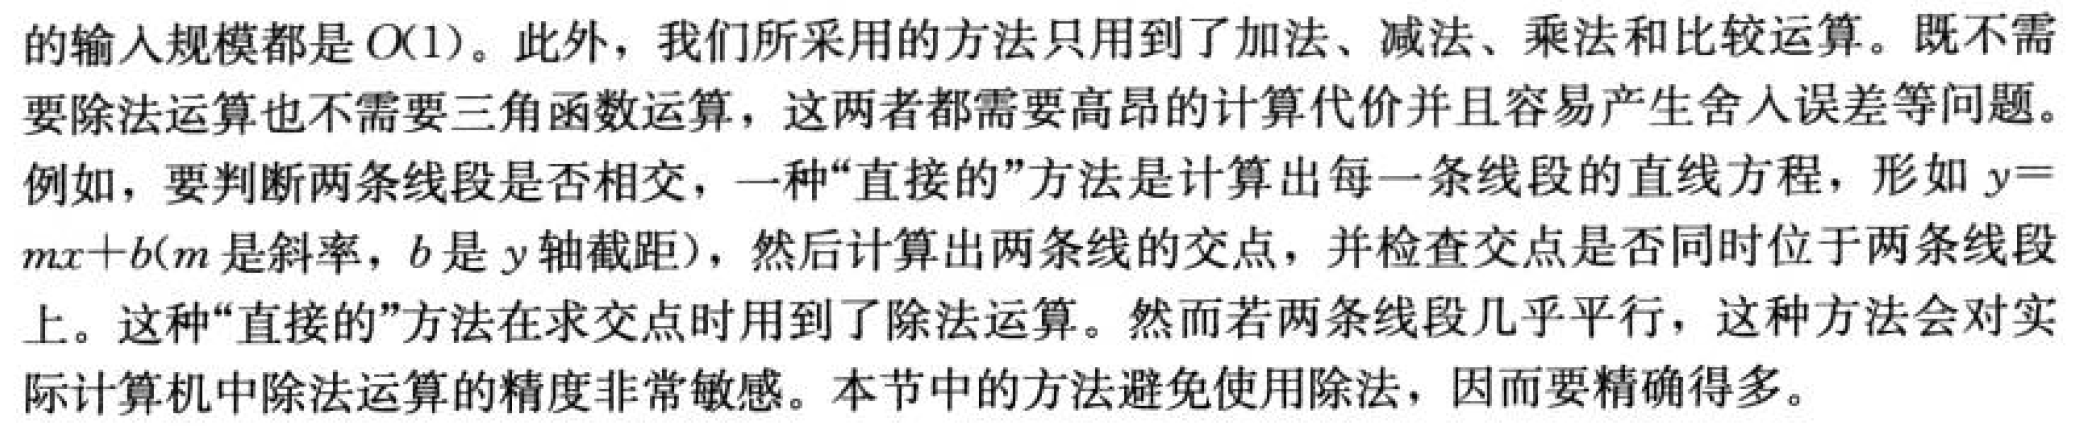 的输入规模都是O(1)。此外，我们所采用的方法只用到了加法、减法、乘法和比较运算。既不需
要除法运算也不需要三角函数运算，这两者都需要高昂的计算代价并且容易产生舍入误差等问题。
例如，要判断两条线段是否相交，一种“直接的”方法是计算出每一条线段的直线方程，形如 y=
mx+b(m是斜率，b是 y轴截距)，然后计算出两条线的交点，并检查交点是否同时位于两条线段
上。这种“直接的”方法在求交点时用到了除法运算。然而若两条线段几乎平行，这种方法会对实
际计算机中除法运算的精度非常敏感。本节中的方法避免使用除法，因而要精确得多。